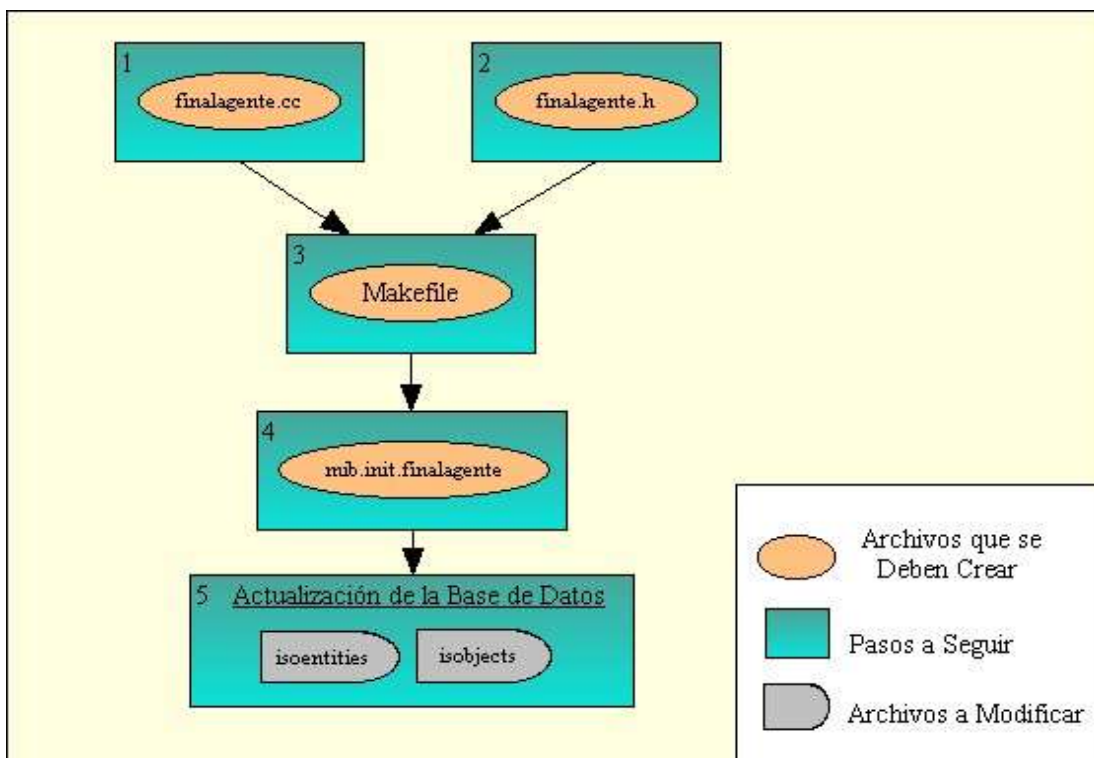 1
finalagente.cc
2
finalagente.h
3
Makefile
4
mib.init.finalagente
5 Actualización de la Base de Datos
isoentities
isobjects
Archivos que se
Deben Crear
Pasos a Seguir
Archivos a Modificar